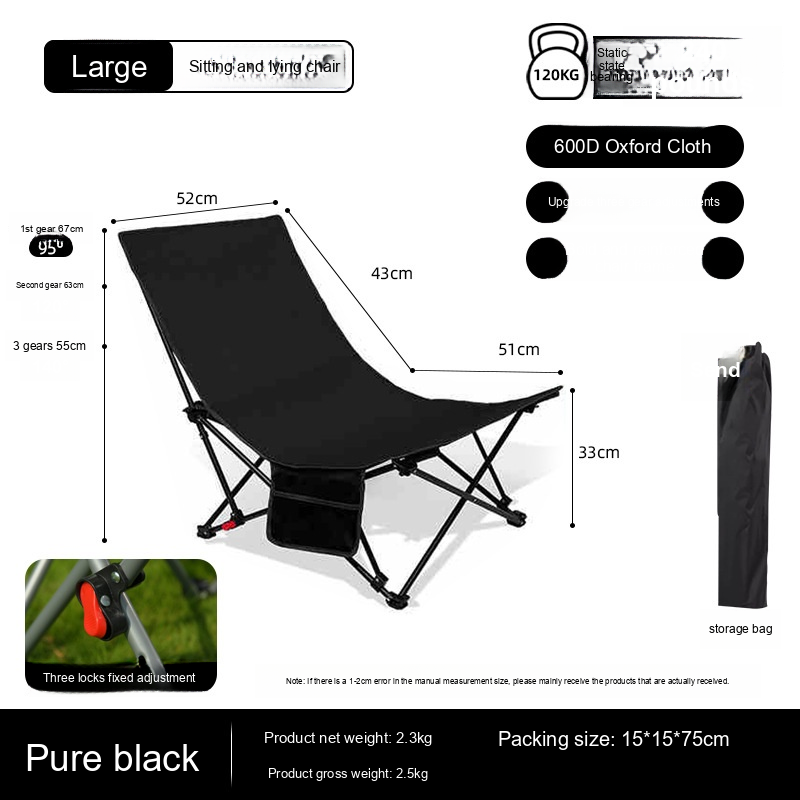 Large
Sitting and lying chair
Static
state
bearing
120KG
600D Oxford Cloth
52cm
1st gear 67cm
43cm
Second gear 63cm
3 gears 55cm
51cm
33cm
storage bag
Three locks fixed adjustment
Note: If there is a 1-2cm error in the manual measurement size, please mainly receive the products that are actually received.
Pure black
Product net weight: 2.3kg
Product gross weight: 2.5kg
Packing size: 15*15*75cm